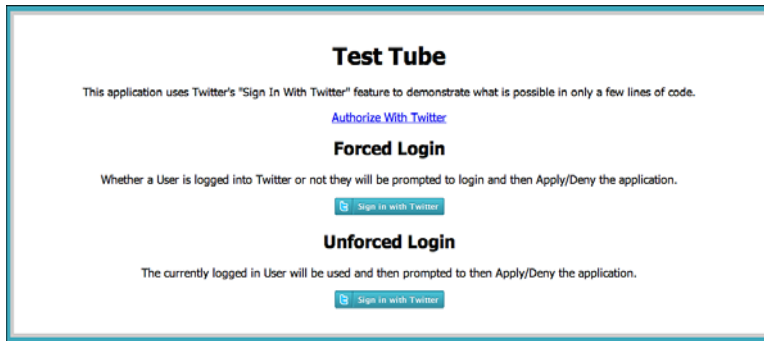 Test Tube
This application uses Twitter's "Sign In With Twitter" feature to demonstrate what is possible in only a few lines of code.
Authorize With Twitter
Forced Login
Whether a User is logged into Twitter or not they will be prompted to login and then Apply/Deny the application.
Sign in with Twitter
Unforced Login
The currently logged in User will be used and then prompted to then Apply/Deny the application.
Sign in with Twitter